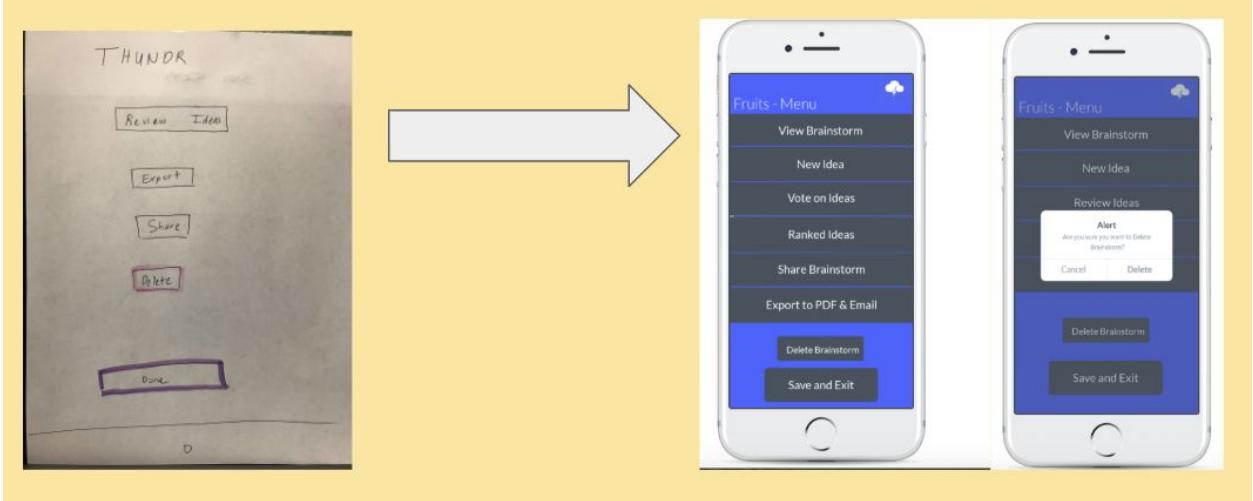 THUNDR
Review Ideas
Export
Share
Delete
Done
Fruits - Menu
View Brainstorm
New Idea
Vote on Ideas
Ranked Ideas
Share Brainstorm
Export to PDF & Email
Delete Brainstorm
Save and Exit
Fruits - Menu
View Brainstorm
New Idea
Review Ideas
Alert
Are you sure you want to Delete
Brainstorm?
Cancel Delete
Delete Brainstorm
Save and Exit